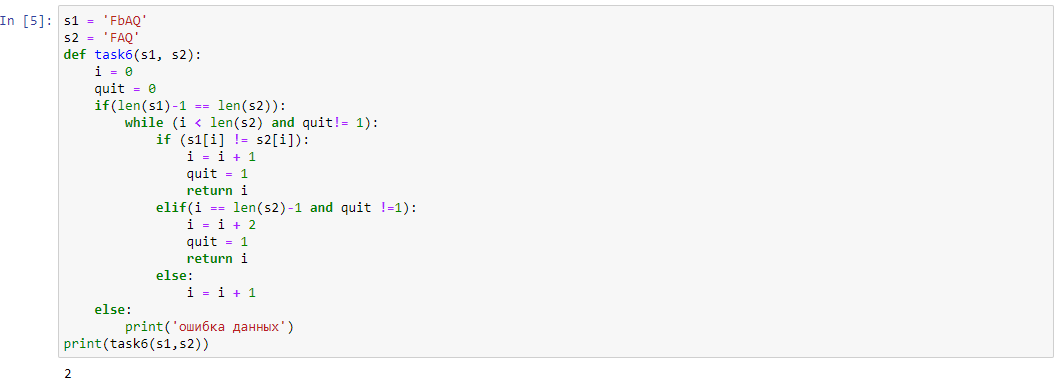 In [5]: s1 = 'FbAQ'
s2 = 'FAQ'
def task6(s1, s2):
    i = 0
    quit = 0
    if(len(s1)-1 == len(s2)):
        while (i < len(s2) and quit!= 1):
            if (s1[i] != s2[i]):
                i = i + 1
                quit = 1
                return i
            elif(i == len(s2)-1 and quit !=1):
                i = i + 2
                quit = 1
                return i
            else:
                i = i + 1
    else:
        print('ошибка данных')
print(task6(s1,s2))
2